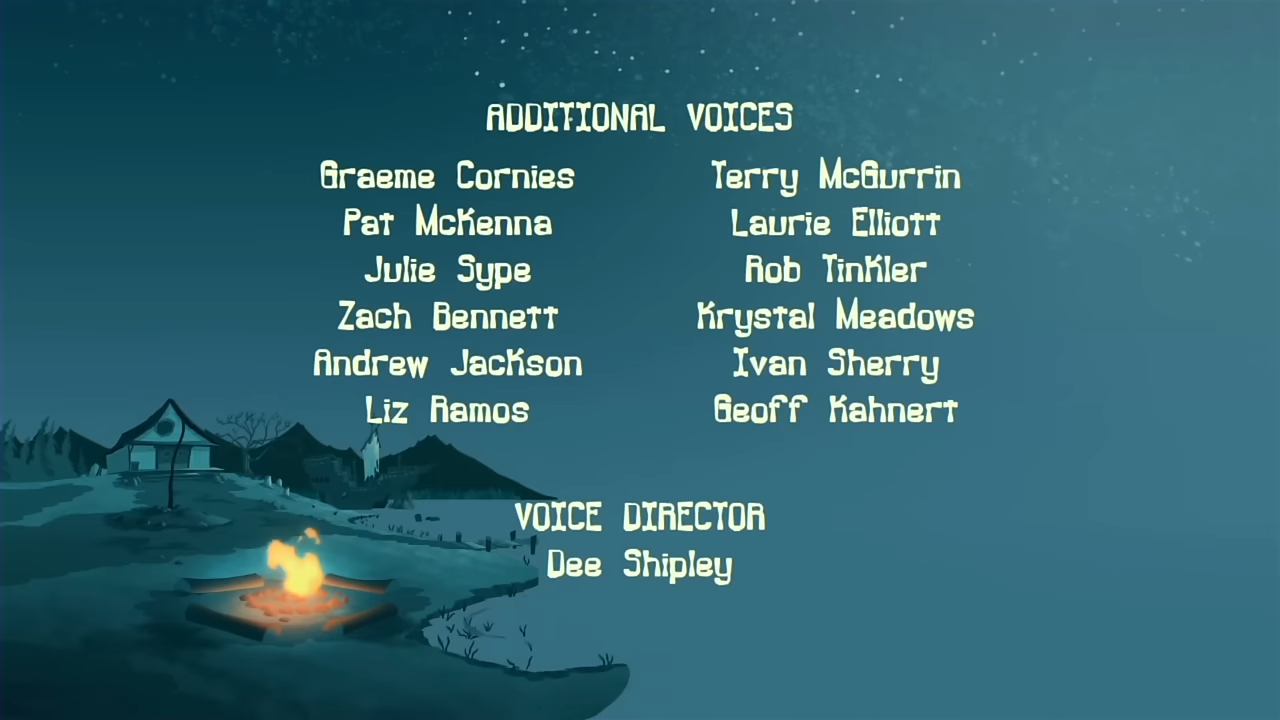 ADDITIONAL VOICES
Graeme Cornies Terry McGurrin
Pat McKenna Laurie Elliott
Julie Sype Rob Tinkler
Zach Bennett Krystal Meadows
Andrew Jackson Ivan Sherry
Liz Ramos Geoff Kahnert
VOICE DIRECTOR
Dee Shipley